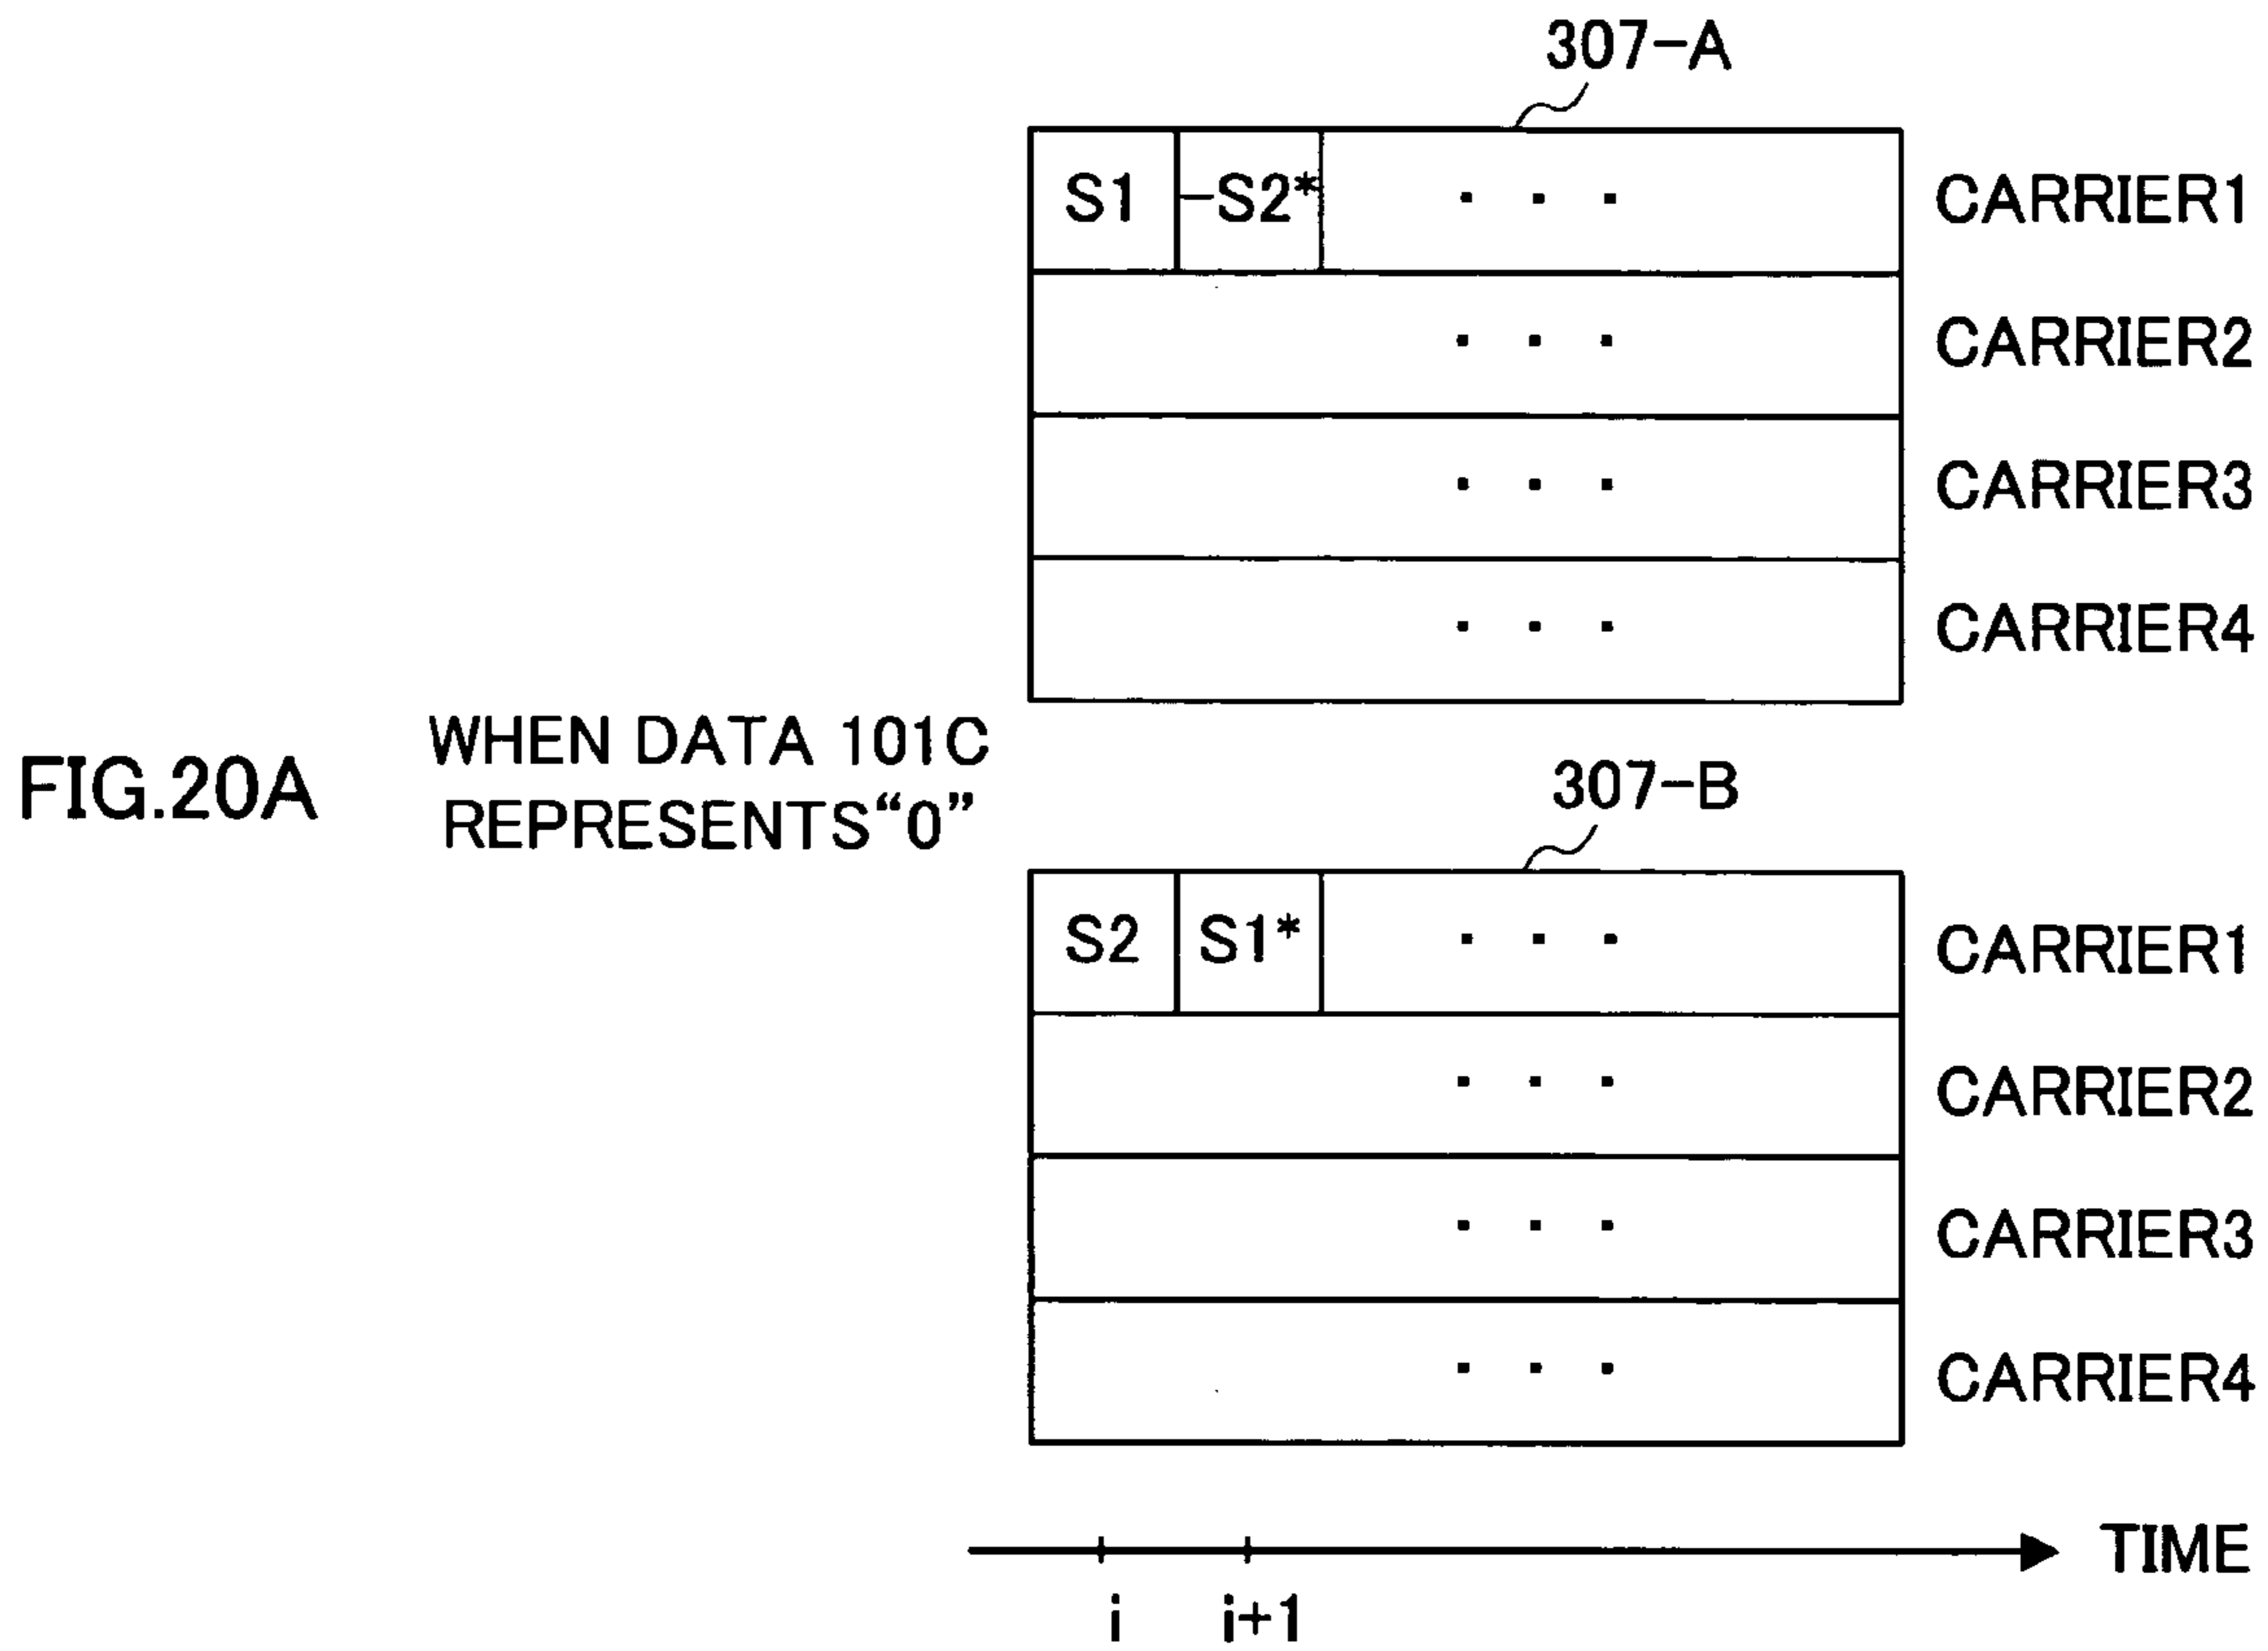 307-A
S1 -S2* · · · CARRIER1
· · · CARRIER2
· · · CARRIER3
· · · CARRIER4
FIG.20A
WHEN DATA 101C
REPRESENTS“0”
307-B
S2 S1* · · · CARRIER1
· · · CARRIER2
· · · CARRIER3
· · · CARRIER4
TIME
i i+1